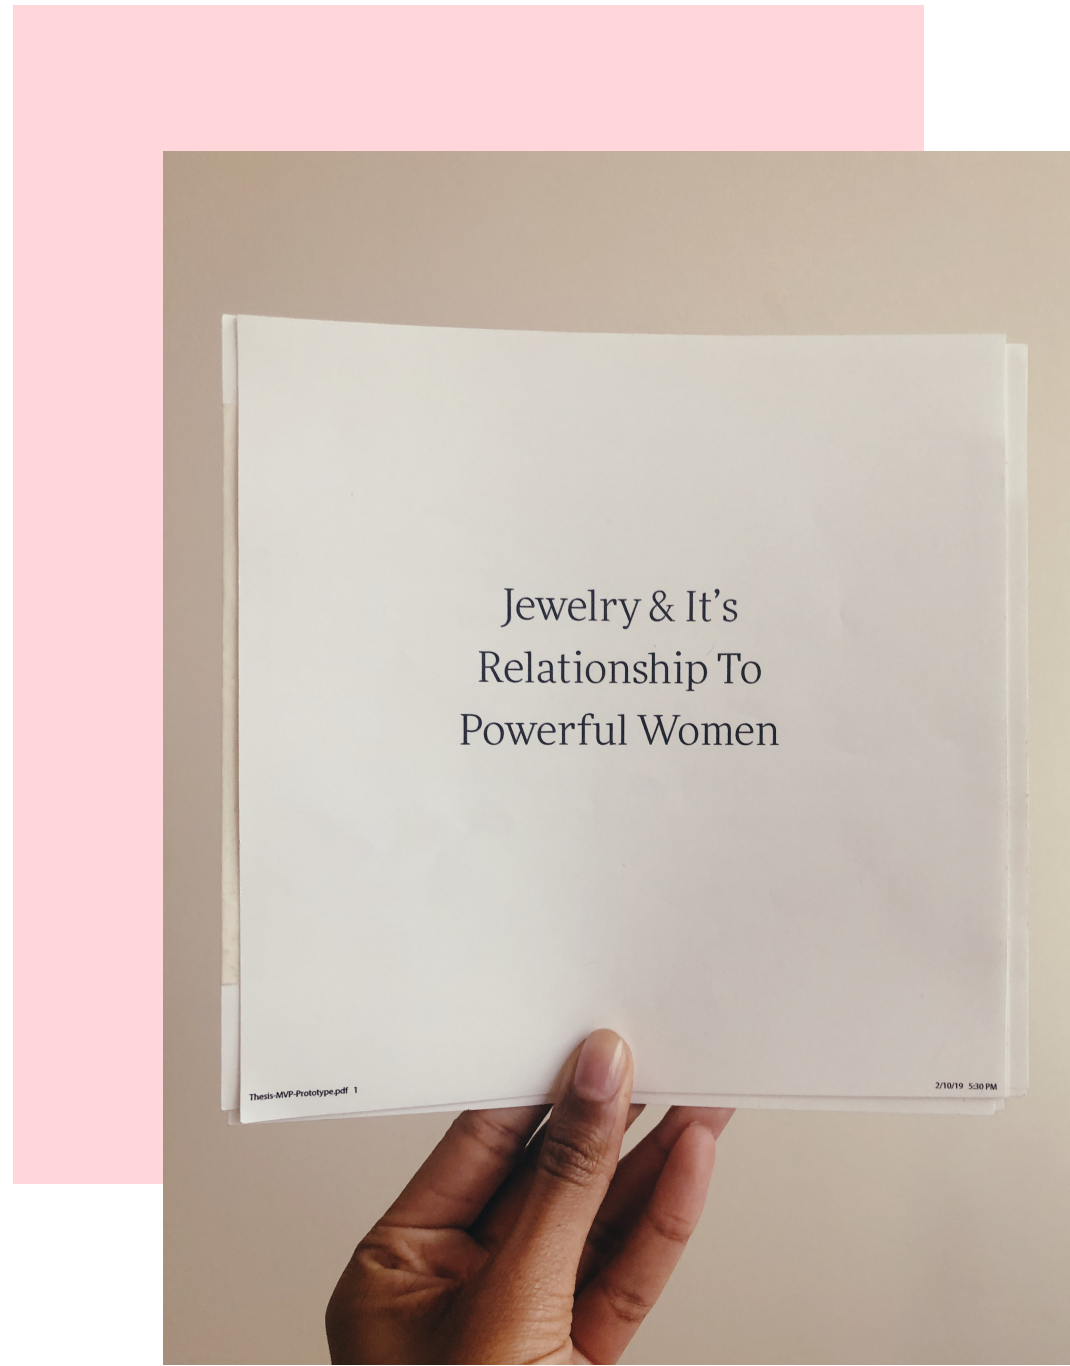 Jewelry & It’s
Relationship To
Powerful Women
Thesis-MVP-Prototype.pdf 1
2/10/19 5:30 PM